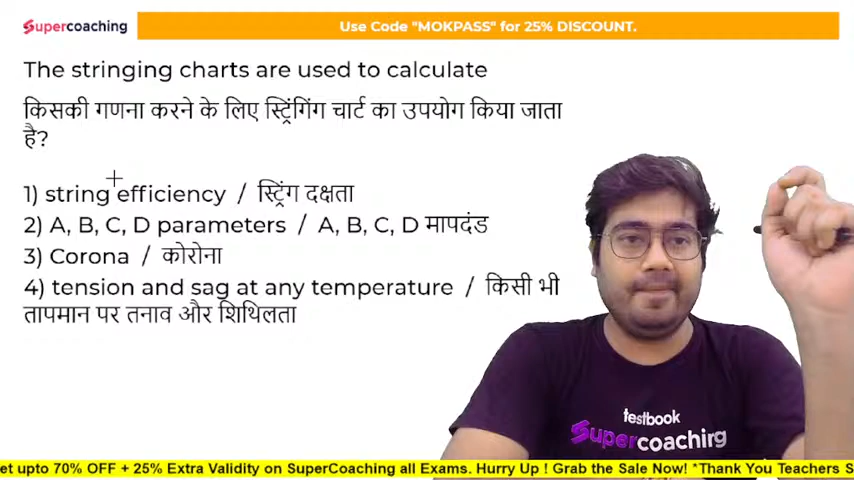 Supercoaching
Use Code "MOKPASS" for 25% DISCOUNT.
The stringing charts are used to calculate
किसकी गणना करने के लिए स्ट्रिंगिंग चार्ट का उपयोग किया जाता
है?
1) string efficiency / स्ट्रिंग दक्षता
2) A, B, C, D parameters / A, B, C, D मापदंड
3) Corona / कोरोना
4) tension and sag at any temperature / किसी भी
तापमान पर तनाव और शिथिलता
testbook
Supercoaching
et upto 70% OFF + 25% Extra Validity on SuperCoaching all Exams. Hurry Up ! Grab the Sale Now! *Thank You Teachers S